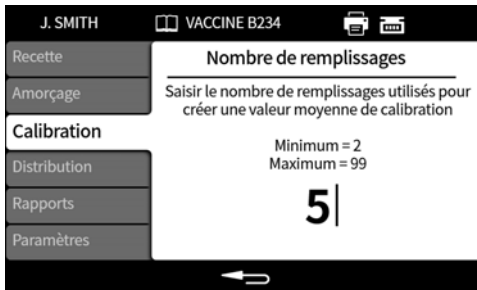 J. SMITH VACCINE B234
Recette
Amorçage
Calibration
Distribution
Rapports
Paramètres
Nombre de remplissages
Saisir le nombre de remplissages utilisés pour
créer une valeur moyenne de calibration
Minimum = 2
Maximum = 99
5